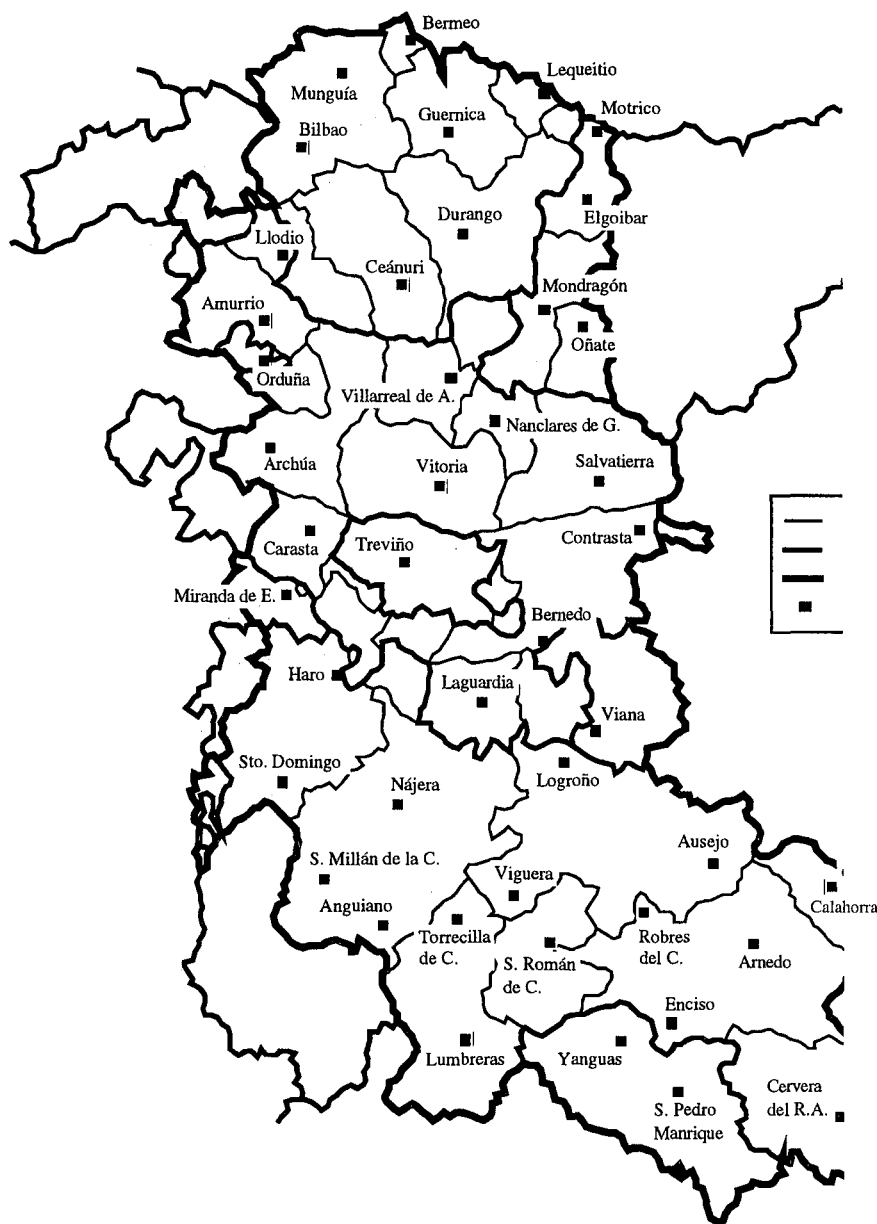 Bermeo
Lequeitio
Munguía
Guernica
Motrico
Bilbao
Durango
Elgoibar
Llodio
Ceánuri
Mondragón
Amurrio
Oñate
Orduña
Villarreal de A.
Nanclares de G.
Archúa
Vitoria
Salvatierra
Carasta
Treviño
Contrasta
Miranda de E.
Bernedo
Haro
Laguardia
Viana
Sto. Domingo
Logroño
Nájera
Ausejo
S. Millán de la C.
Viguera
Calahorra
Anguiano
Torrecilla
de C.
S. Román
de C.
Robres
del C.
Arnedo
Enciso
Lumbreras
Yanguas
S. Pedro
Manrique
Cervera
del R.A.